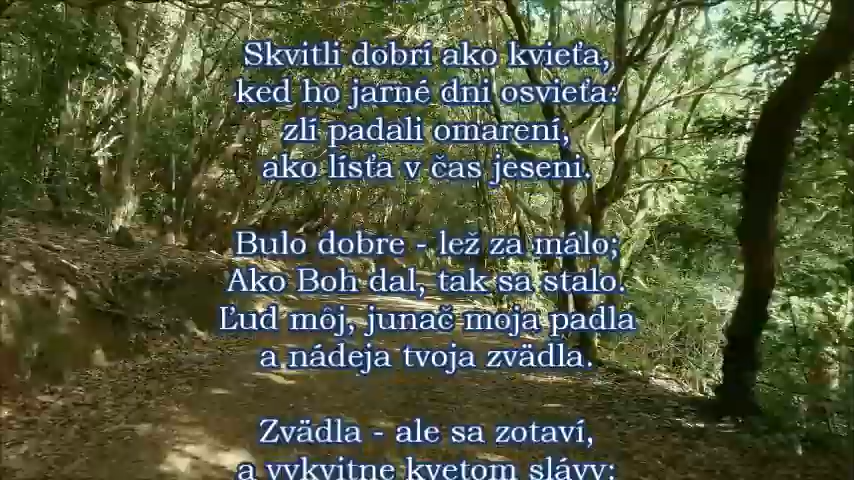 Skvitli dobrí ako kvieťa,
ked ho jarné dni osvieťa:
zlí padali omarení,
ako lísťa v čas jeseni.
Bulo dobre - lež za málo;
Ako Boh dal, tak sa stalo.
Ľud môj, junač moja padla
a nádeja tvoja zvädla.
Zvädla - ale sa zotaví,
a vykvitne kvetom slávy: